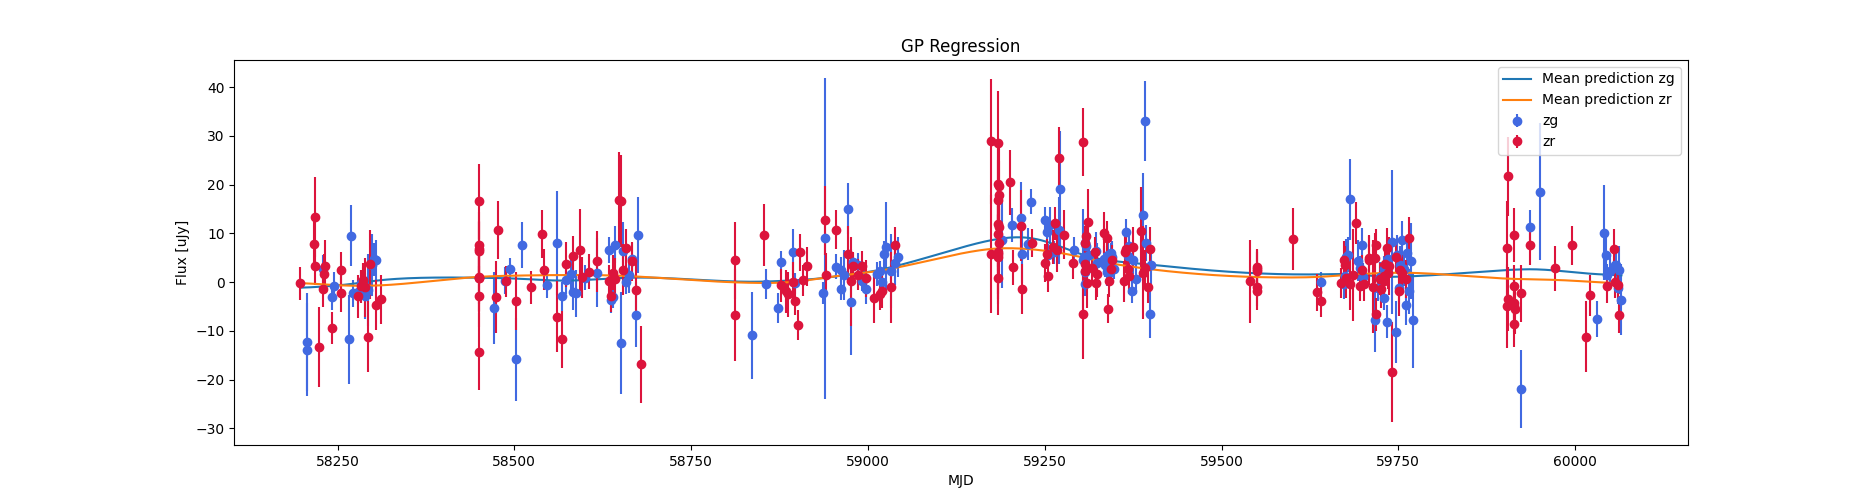 GP Regression
Flux [uJy]
40
30
20
10
0
−10
−20
−30
Mean prediction zg
Mean prediction zr
zg
zr
58250
58500
58750
59000
59250
59500
59750
60000
MJD